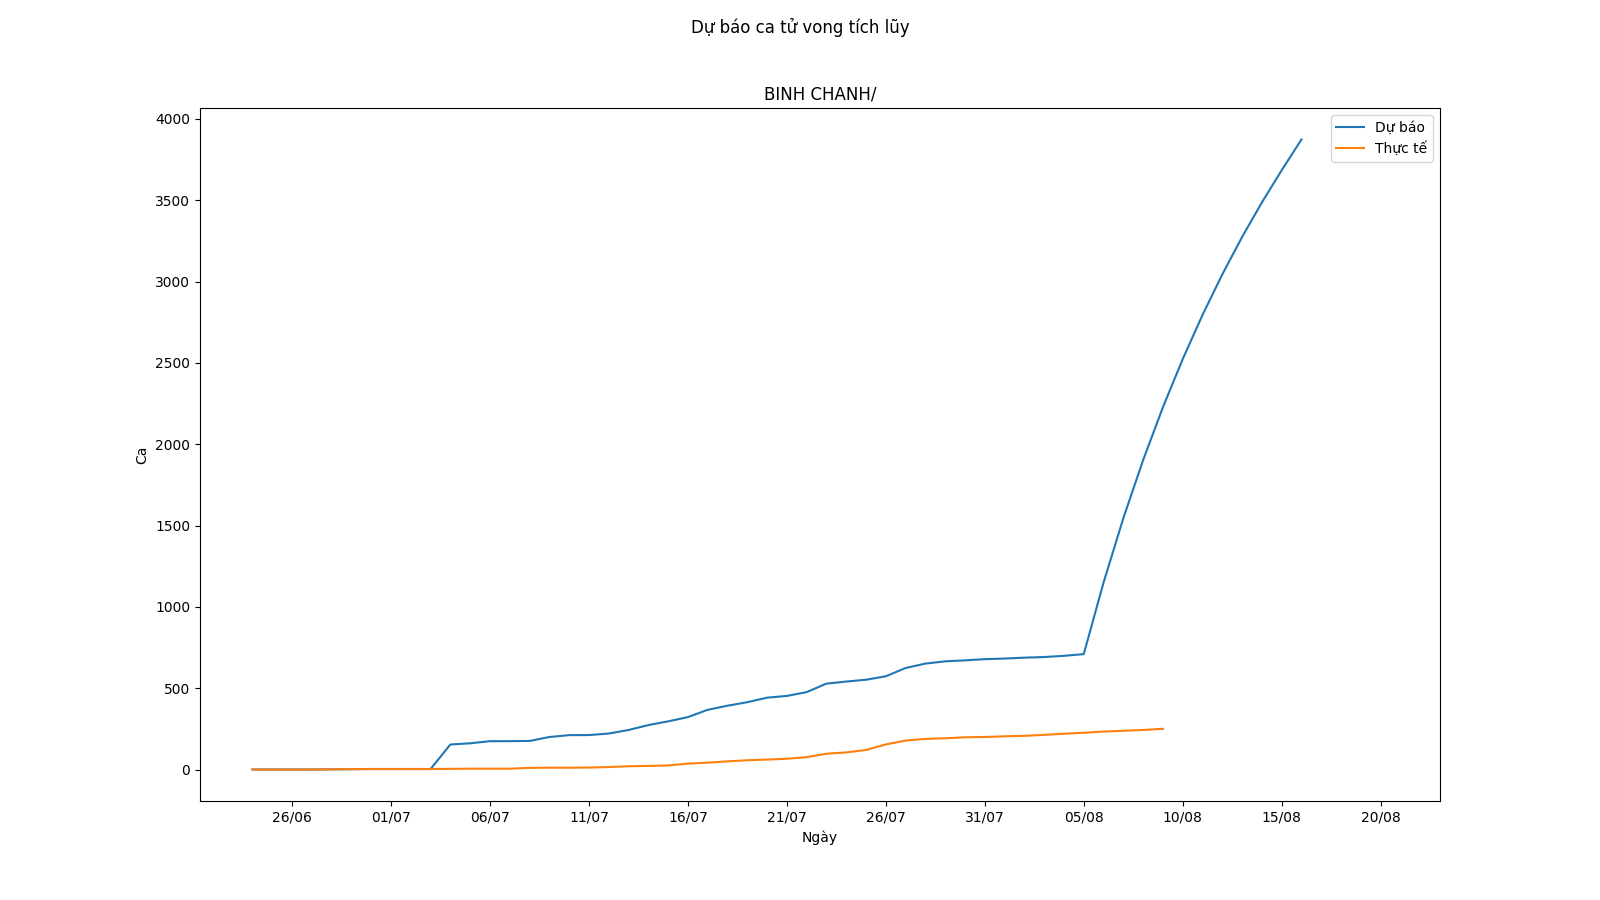 Dự báo ca tử vong tích lũy
BINH CHANH/
Dự báo
Thực tế
4000
3500
3000
2500
2000
1500
1000
500
0
Ca
26/06 01/07 06/07 11/07 16/07 21/07 26/07 31/07 05/08 10/08 15/08 20/08
Ngày